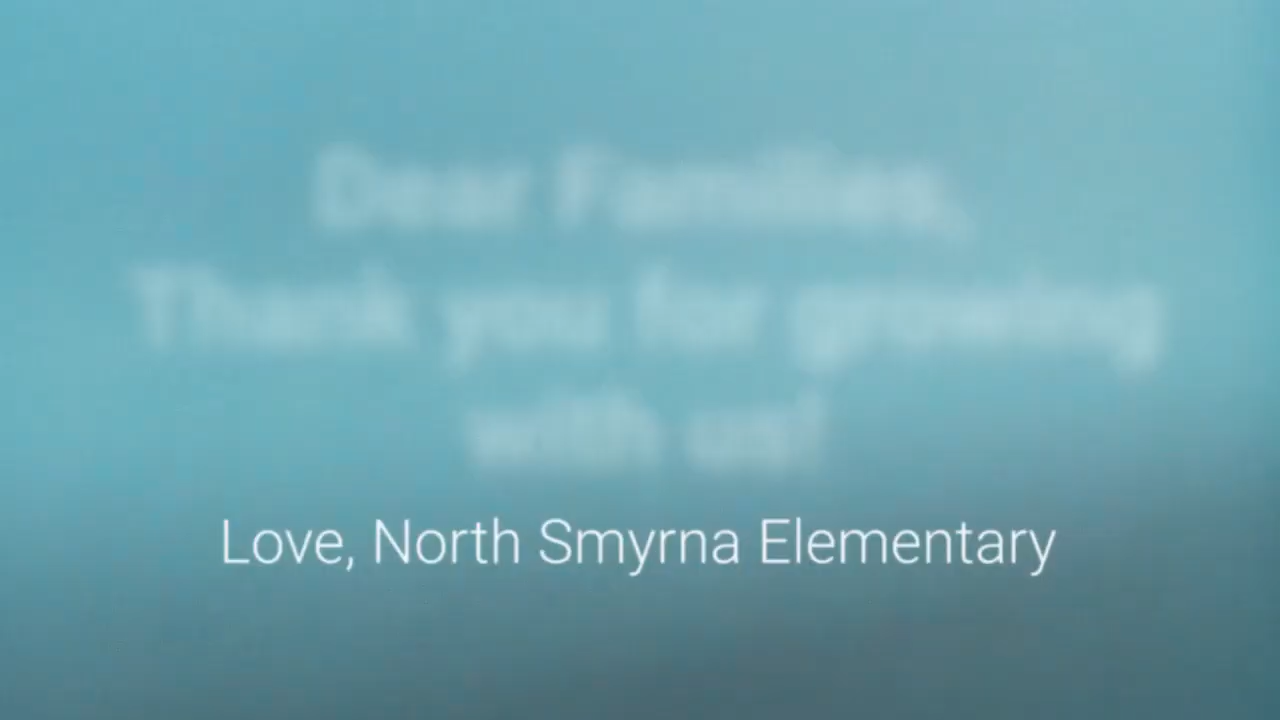 Dear Families,
Thank you for growing
with us!
Love, North Smyrna Elementary